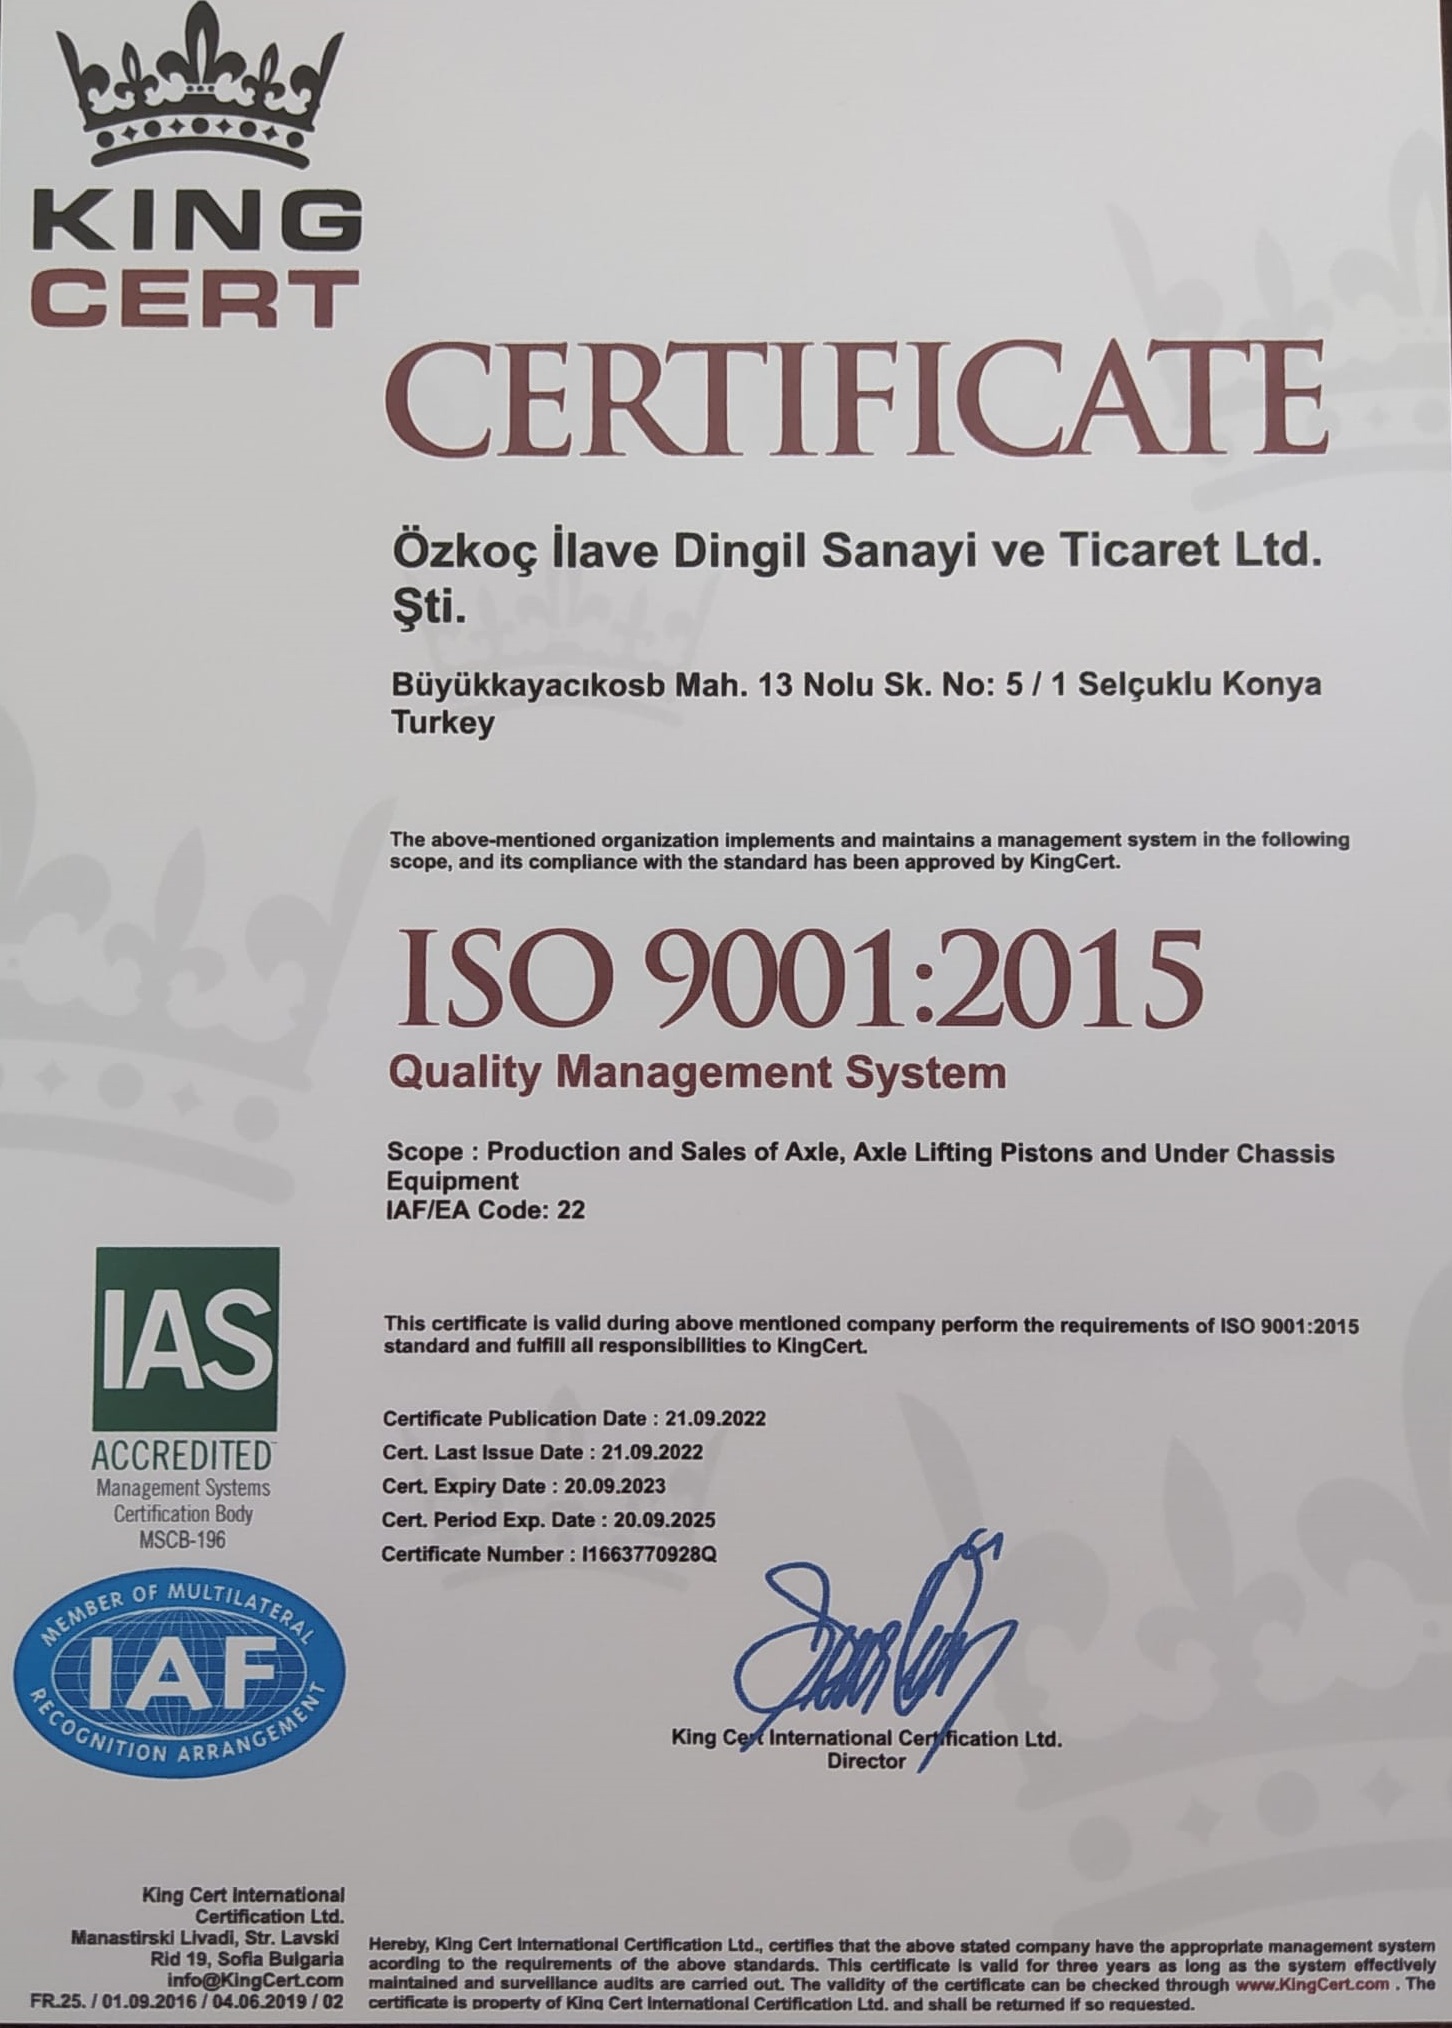 KING
CERT
CERTIFICATE
Özkoç İlave Dingil Sanayi ve Ticaret Ltd.
Şti.
Büyükkayacıkosb Mah. 13 Nolu Sk. No: 5 / 1 Selçuklu Konya
Turkey
The above-mentioned organization implements and maintains a management system in the following
scope, and its compliance with the standard has been approved by KingCert.
ISO 9001:2015
Quality Management System
Scope : Production and Sales of Axle, Axle Lifting Pistons and Under Chassis
Equipment
IAF/EA Code: 22
This certificate is valid during above mentioned company perform the requirements of ISO 9001:2015
standard and fulfill all responsibilities to KingCert.
Certificate Publication Date : 21.09.2022
Cert. Last Issue Date : 21.09.2022
Cert. Expiry Date : 20.09.2023
Cert. Period Exp. Date : 20.09.2025
Certificate Number : I1663770928Q
IAS
ACCREDITED
Management Systems
Certification Body
MSCB-196
MEMBER OF MULTILATERAL
IAF
RECOGNITION ARRANGEMENT
King Cert International Certification Ltd.
Director
King Cert International
Certification Ltd.
Manastirski Livadi, Str. Lavski
Rid 19, Sofia Bulgaria
info@KingCert.com
FR.25. / 01.09.2016 / 04.06.2019 / 02
Hereby, King Cert International Certification Ltd., certifies that the above stated company have the appropriate management system
acording to the requirements of the above standards. This certificate is valid for three years as long as the system effectively
maintained and surveillance audits are carried out. The validity of the certificate can be checked through www.KingCert.com . The
certificate is property of King Cert International Certification Ltd. and shall be returned if so requested.